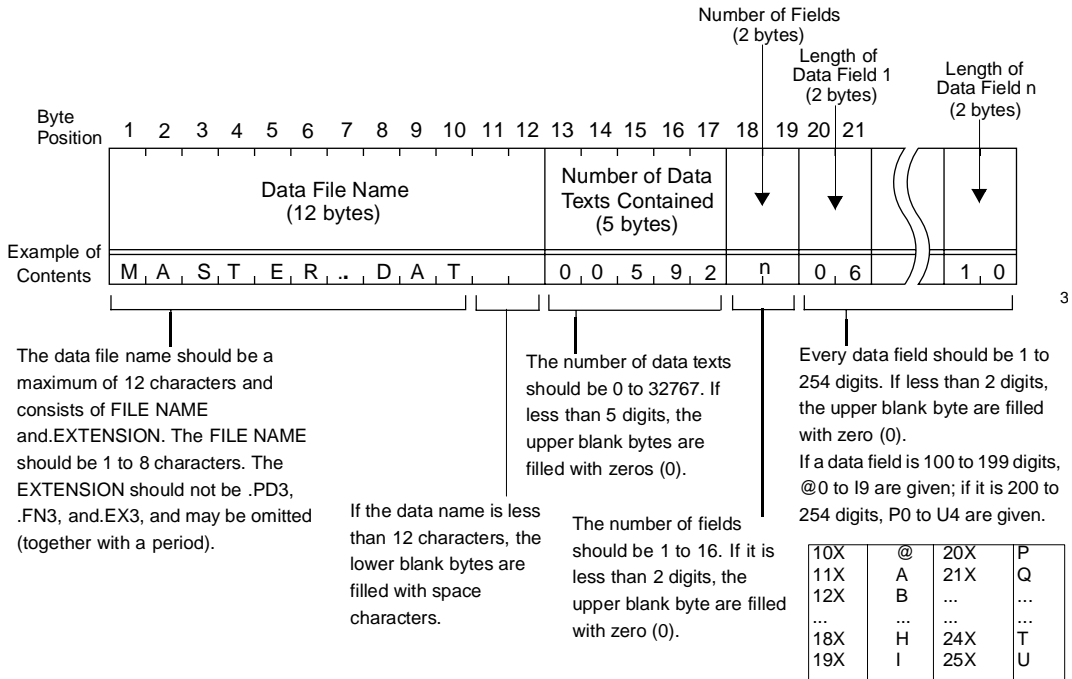 Number of Fields
(2 bytes)
Length of
Data Field 1
(2 bytes)
Length of
Data Field n
(2 bytes)
Byte
Position
1 2 3 4 5 6 7 8 9 10 11 12 13 14 15 16 17 18 19 20 21
Data File Name
(12 bytes)
Number of Data
Texts Contained
(5 bytes)
Example of
Contents
M A S T E R . . D A T 0 0 5 9 2 n 0 6 1 0
3
The data file name should be a
maximum of 12 characters and
consists of FILE NAME
and.EXTENSION. The FILE NAME
should be 1 to 8 characters. The
EXTENSION should not be .PD3,
.FN3, and.EX3, and may be omitted
(together with a period).
If the data name is less
than 12 characters, the
lower blank bytes are
filled with space
characters.
The number of data texts
should be 0 to 32767. If
less than 5 digits, the
upper blank bytes are
filled with zeros (0).
The number of fields
should be 1 to 16. If it is
less than 2 digits, the
upper blank byte are filled
with zero (0).
Every data field should be 1 to
254 digits. If less than 2 digits,
the upper blank byte are filled
with zero (0).
If a data field is 100 to 199 digits,
@0 to I9 are given; if it is 200 to
254 digits, P0 to U4 are given.
10X @ 20X P
11X A 21X Q
12X B ... ...
... ... ... ...
18X H 24X T
19X I 25X U